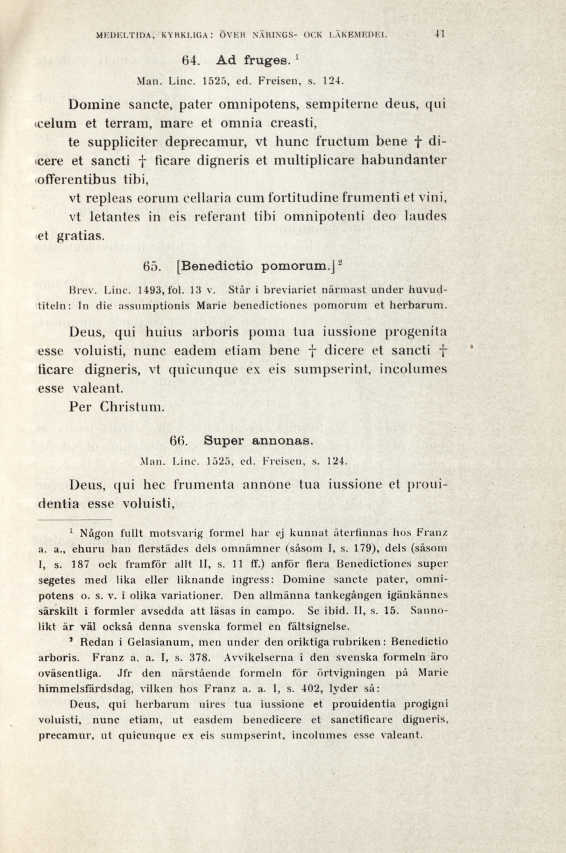 MEDELTIDA, KYRKLIGA: ÖVER NÄRINGS- OCK LÄKEMEDEL 41
64. Ad fruges. ¹
Man. Linc. 1525, ed. Freisen, s. 124.
Domine sancte, pater omnipotens, sempiterne deus, qui
celum et terram, mare et omnia creasti,
te suppliciter deprecamur, vt hunc fructum bene † di-
cere et sancti † ficare digneris et multiplicare habundanter
offerentibus tibi,
vt repleas eorum cellaria cum fortitudine frumenti et vini,
vt letantes in eis referant tibi omnipotenti deo laudes
et gratias.
65. [Benedictio pomorum.] ²
Brev. Linc. 1493, fol. 13 v. Står i breviariet närmast under huvud-
titeln: In die assumptionis Marie benedictiones pomorum et herbarum.
Deus, qui huius arboris poma tua iussione progenita
esse voluisti, nunc eadem etiam bene † dicere et sancti †
ficare digneris, vt quicunque ex eis sumpserint, incolumes
esse valeant.
Per Christum.
66. Super annonas.
Man. Linc. 1525, ed. Freisen, s. 124.
Deus, qui hec frumenta annone tua iussione et proui-
dentia esse voluisti,
¹ Någon fullt motsvarig formel har ej kunnat återfinnas hos Franz
a. a., ehuru han flerstädes dels omnämner (såsom I, s. 179), dels (såsom
I, s. 187 ock framför allt II, s. 11 ff.) anför flera Benedictiones super
segetes med lika eller liknande ingress: Domine sancte pater, omni-
potens o. s. v. i olika variationer. Den allmänna tankegången igänkännes
särskilt i formler avsedda att läsas in campo. Se ibid. II, s. 15. Sanno-
likt är väl också denna svenska formel en fältsignelse.
² Redan i Gelasianum, men under den oriktiga rubriken: Benedictio
arboris. Franz a. a. I, s. 378. Avvikelserna i den svenska formeln äro
oväsentliga. Jfr den närstående formeln för örtvigningen på Marie
himmelsfärdsdag, vilken hos Franz a. a. I, s. 402, lyder så:
Deus, qui herbarum uires tua iussione et prouidentia progigni
voluisti, nunc etiam, ut easdem benedicere et sanctificare digneris,
precamur, ut quicunque ex eis sumpserint, incolumes esse valeant.